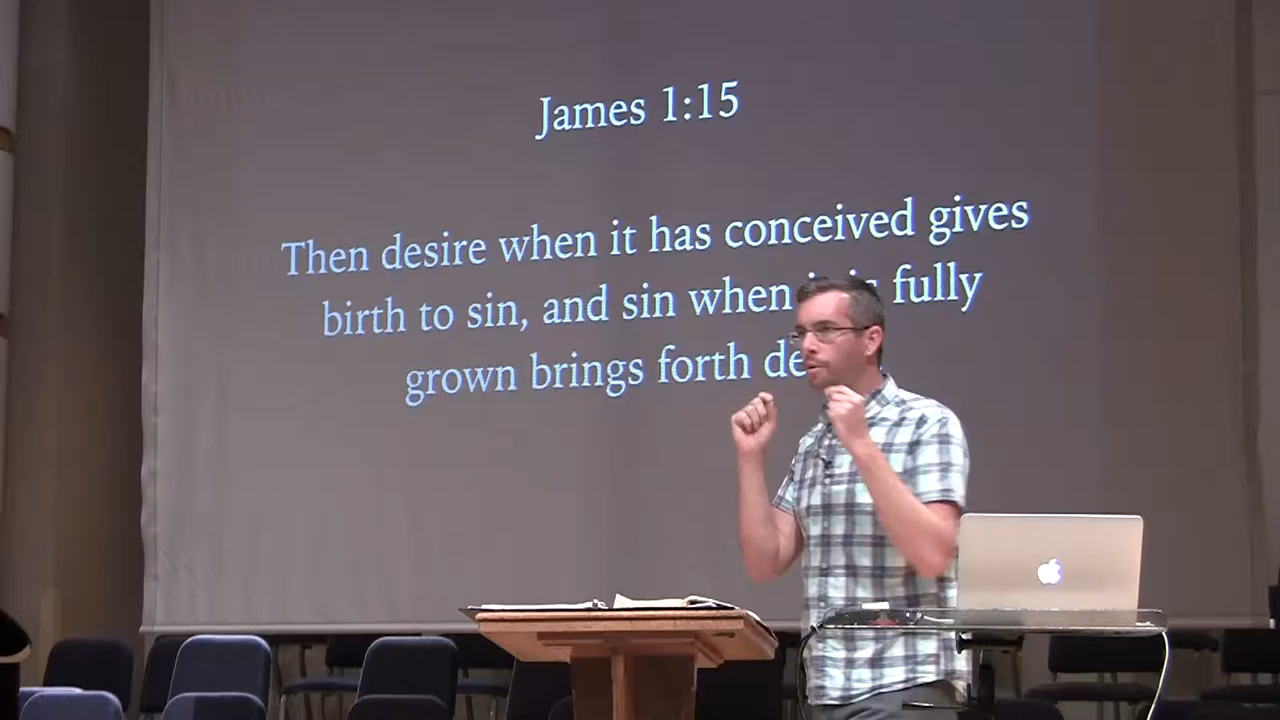 James 1:15
Then desire when it has conceived gives
birth to sin, and sin when is fully
grown brings forth